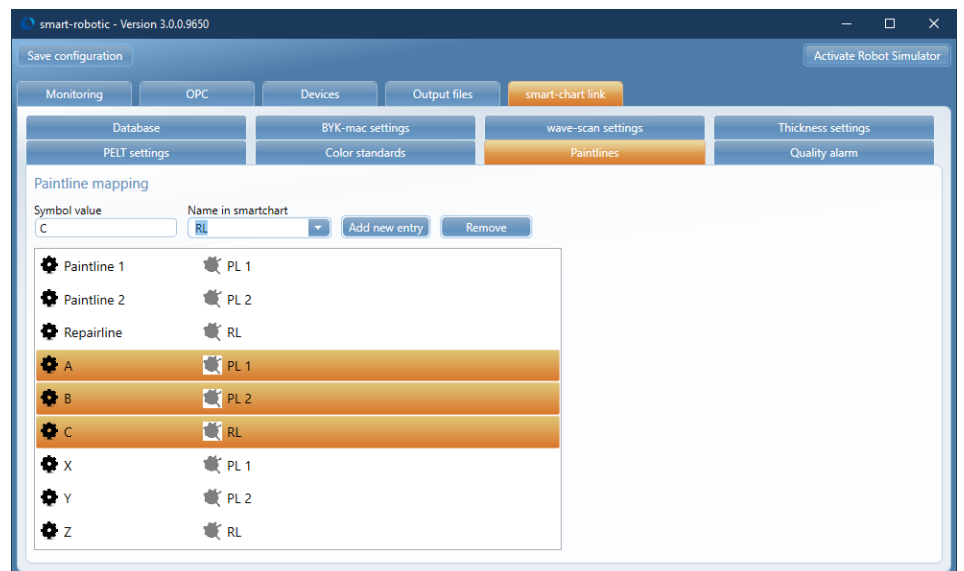 smart-robotic - Version 3.0.0.9650
Save configuration Activate Robot Simulator
Monitoring OPC Devices Output files smart-chart link
Database BYK-mac settings wave-scan settings Thickness settings
PELT settings Color standards Paintlines Quality alarm
Paintline mapping
Symbol value Name in smartchart
C RL Add new entry Remove
Paintline 1 PL 1
Paintline 2 PL 2
Repairline RL
A PL 1
B PL 2
C RL
X PL 1
Y PL 2
Z RL